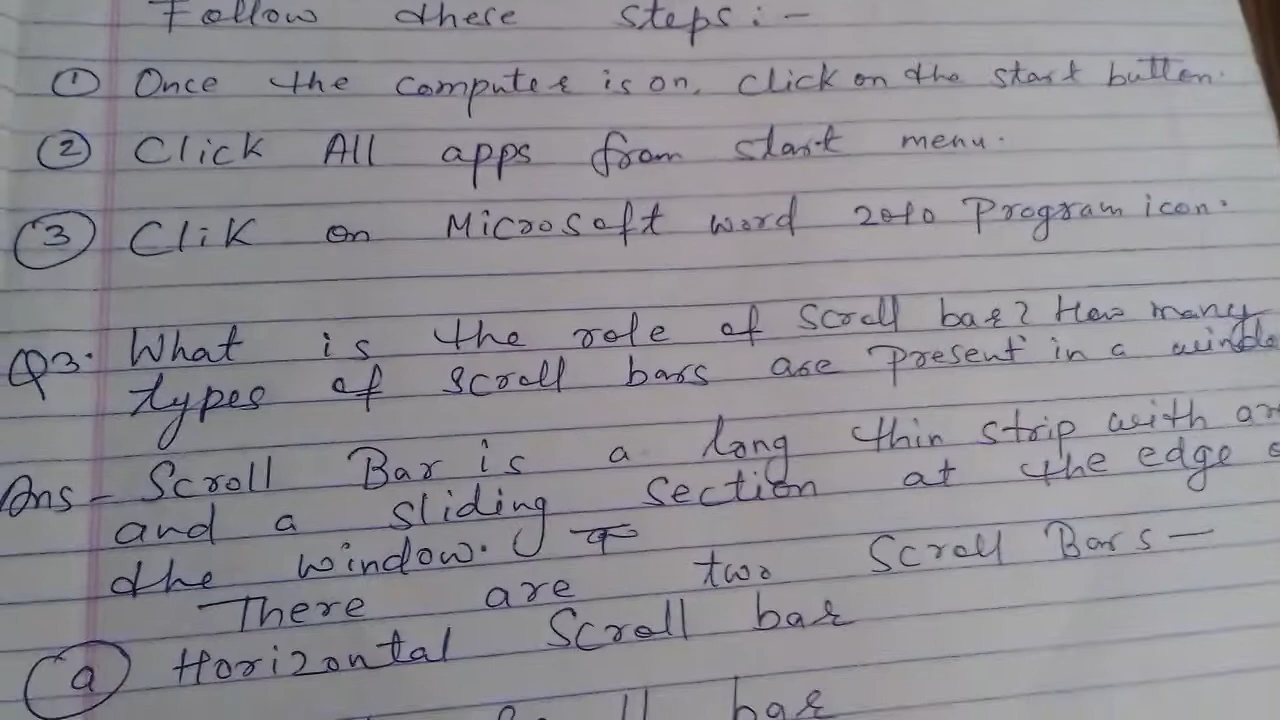 Follow these steps:-
① Once the computer is on, click on the start button.
② Click All apps from start menu.
③ Clik on Microsoft word 2010 Program icon.
Q3. What is the role of Scroll bar? How many
types of scroll bars are present in a
Ans - Scroll Bar is a long thin strip with
and a sliding section at the edge
the window.
There are two Scroll Bars-
ⓐ Horizontal Scroll bar
bar